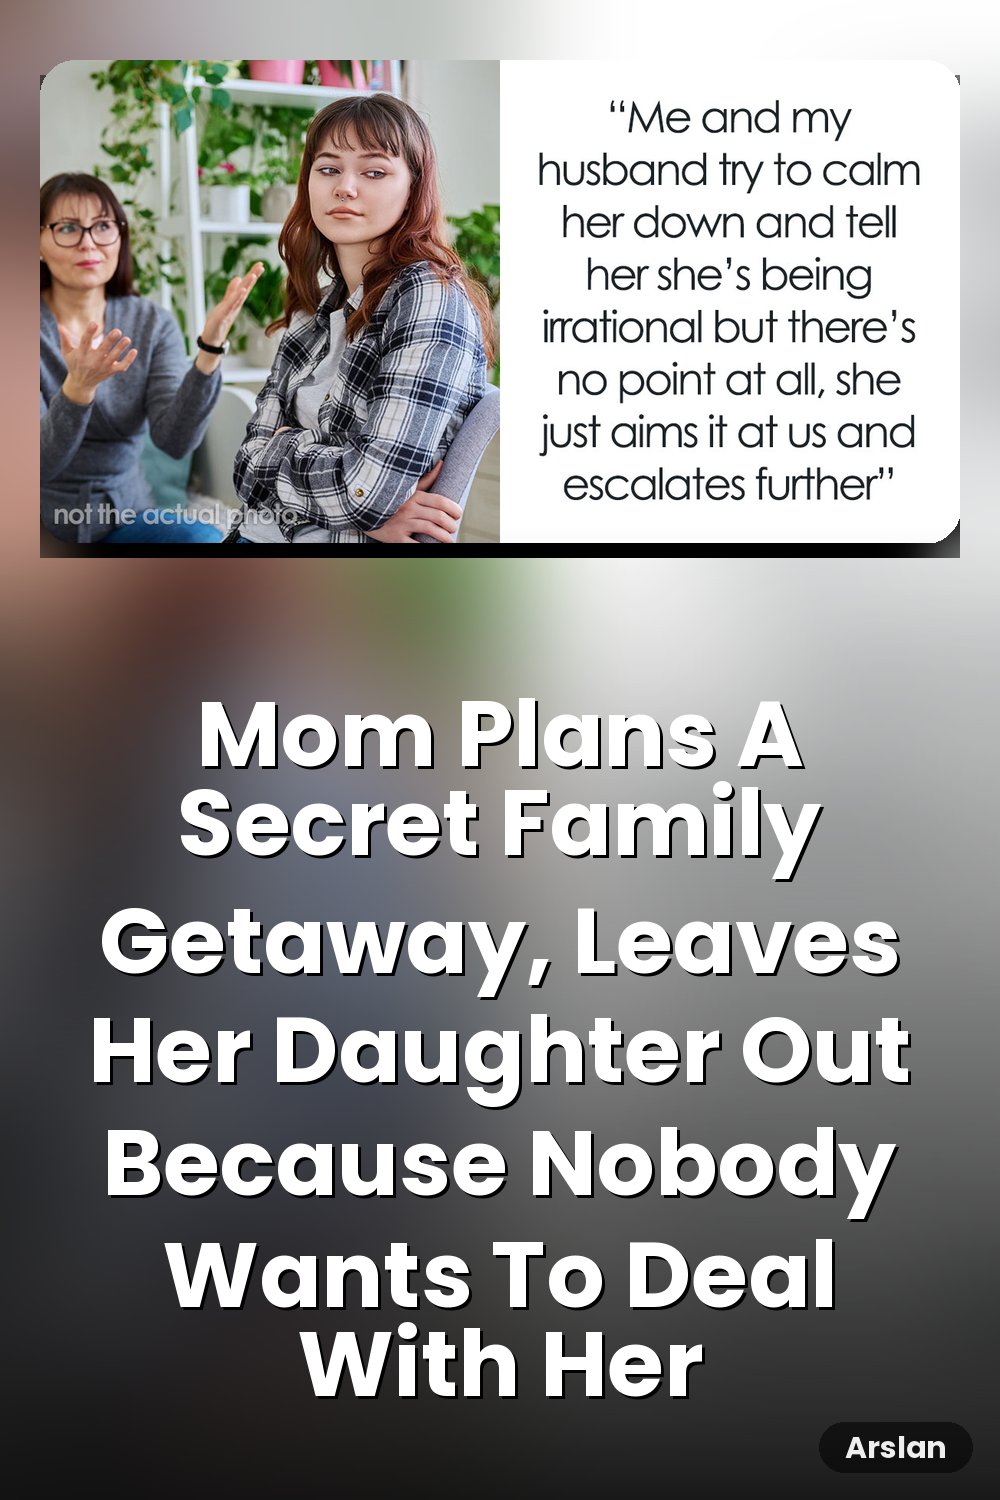 “Me and my
husband try to calm
her down and tell
her she’s being
irrational but there’s
no point at all, she
just aims it at us and
escalates further”
not the actual photo
Mom Plans A
Secret Family
Getaway, Leaves
Her Daughter Out
Because Nobody
Wants To Deal
With Her
Arslan